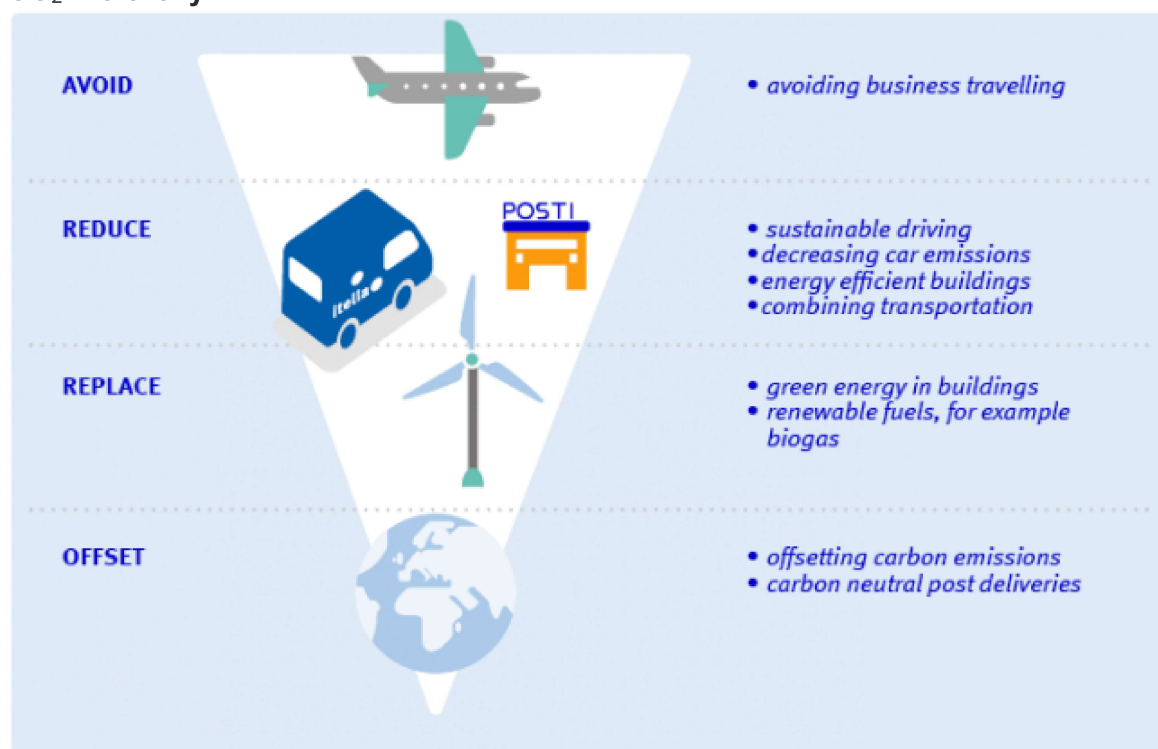 AVOID
• avoiding business travelling
POSTI
REDUCE
• sustainable driving
• decreasing car emissions
• energy efficient buildings
• combining transportation
itella
REPLACE
• green energy in buildings
• renewable fuels, for example
biogas
OFFSET
• offsetting carbon emissions
• carbon neutral post deliveries